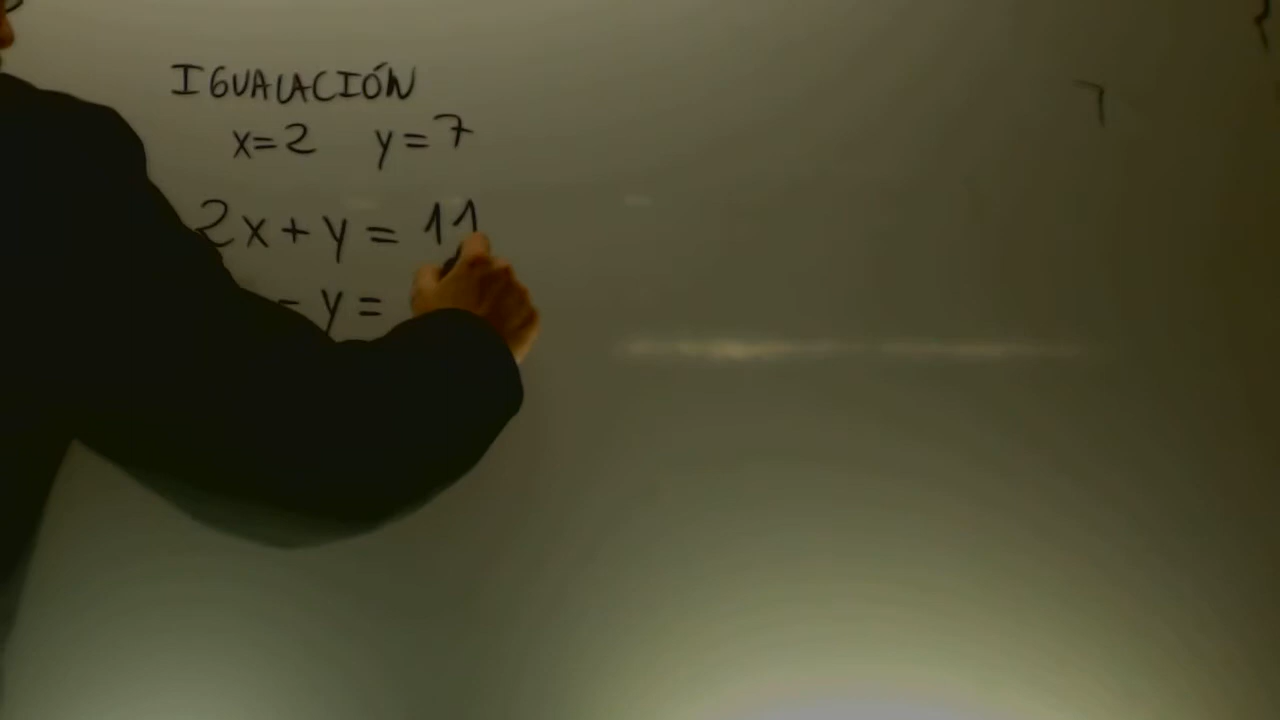 IGUALACIÓN
x=2 y=7
2x+y=11
- y =